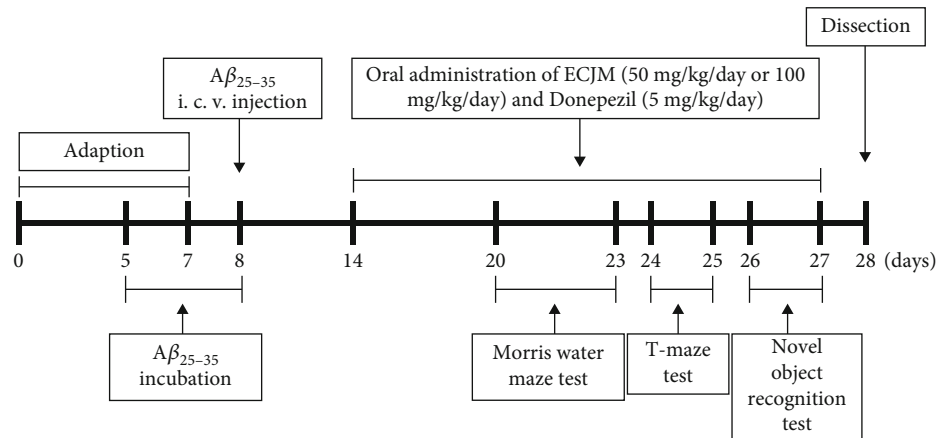 Dissection
Aβ25–35
i. c. v. injection
Oral administration of ECJM (50 mg/kg/day or 100
mg/kg/day) and Donepezil (5 mg/kg/day)
Adaption
0 5 7 8 14 20 23 24 25 26 27 28 (days)
Aβ25–35
incubation
Morris water
maze test
T-maze
test
Novel
object
recognition
test